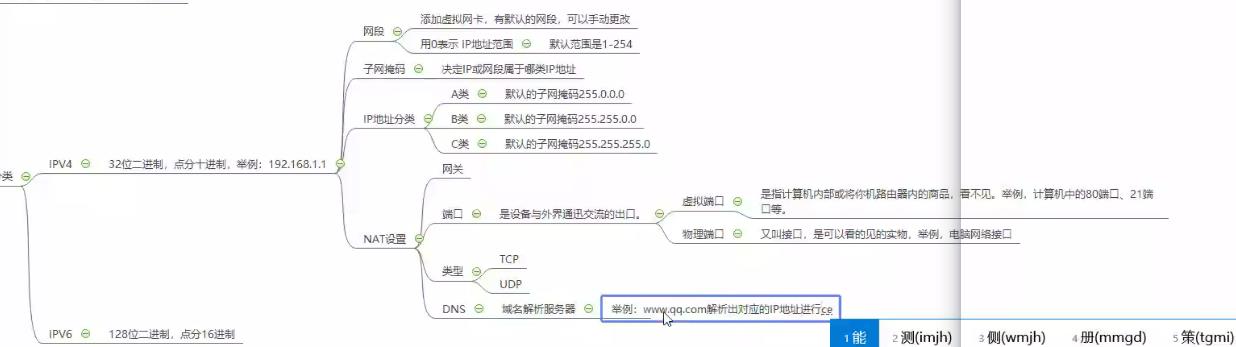 网段
添加虚拟网卡，有默认的网段，可以手动更改
用0表示 IP地址范围
默认范围是1-254
子网掩码
决定IP或网段属于哪类IP地址
IP地址分类
A类
默认的子网掩码255.0.0.0
B类
默认的子网掩码255.255.0.0
C类
默认的子网掩码255.255.255.0
类
IPV4
32位二进制，点分十进制，举例：192.168.1.1
网关
端口
是设备与外界通迅交流的出口。
虚拟端口
是指计算机内部或将你机路由器内的商品，看不见。举例，计算机中的80端口、21端
口等。
物理端口
又叫接口，是可以看的见的实物，举例，电脑网络接口
NAT设置
类型
TCP
UDP
DNS
域名解析服务器
举例：www.qq.com解析出对应的IP地址进行ce
IPV6
128位二进制，点分16进制
1 能 2 测(imjh) 3 侧(wmjh) 4 册(mmgd) 5 策(tgmi)